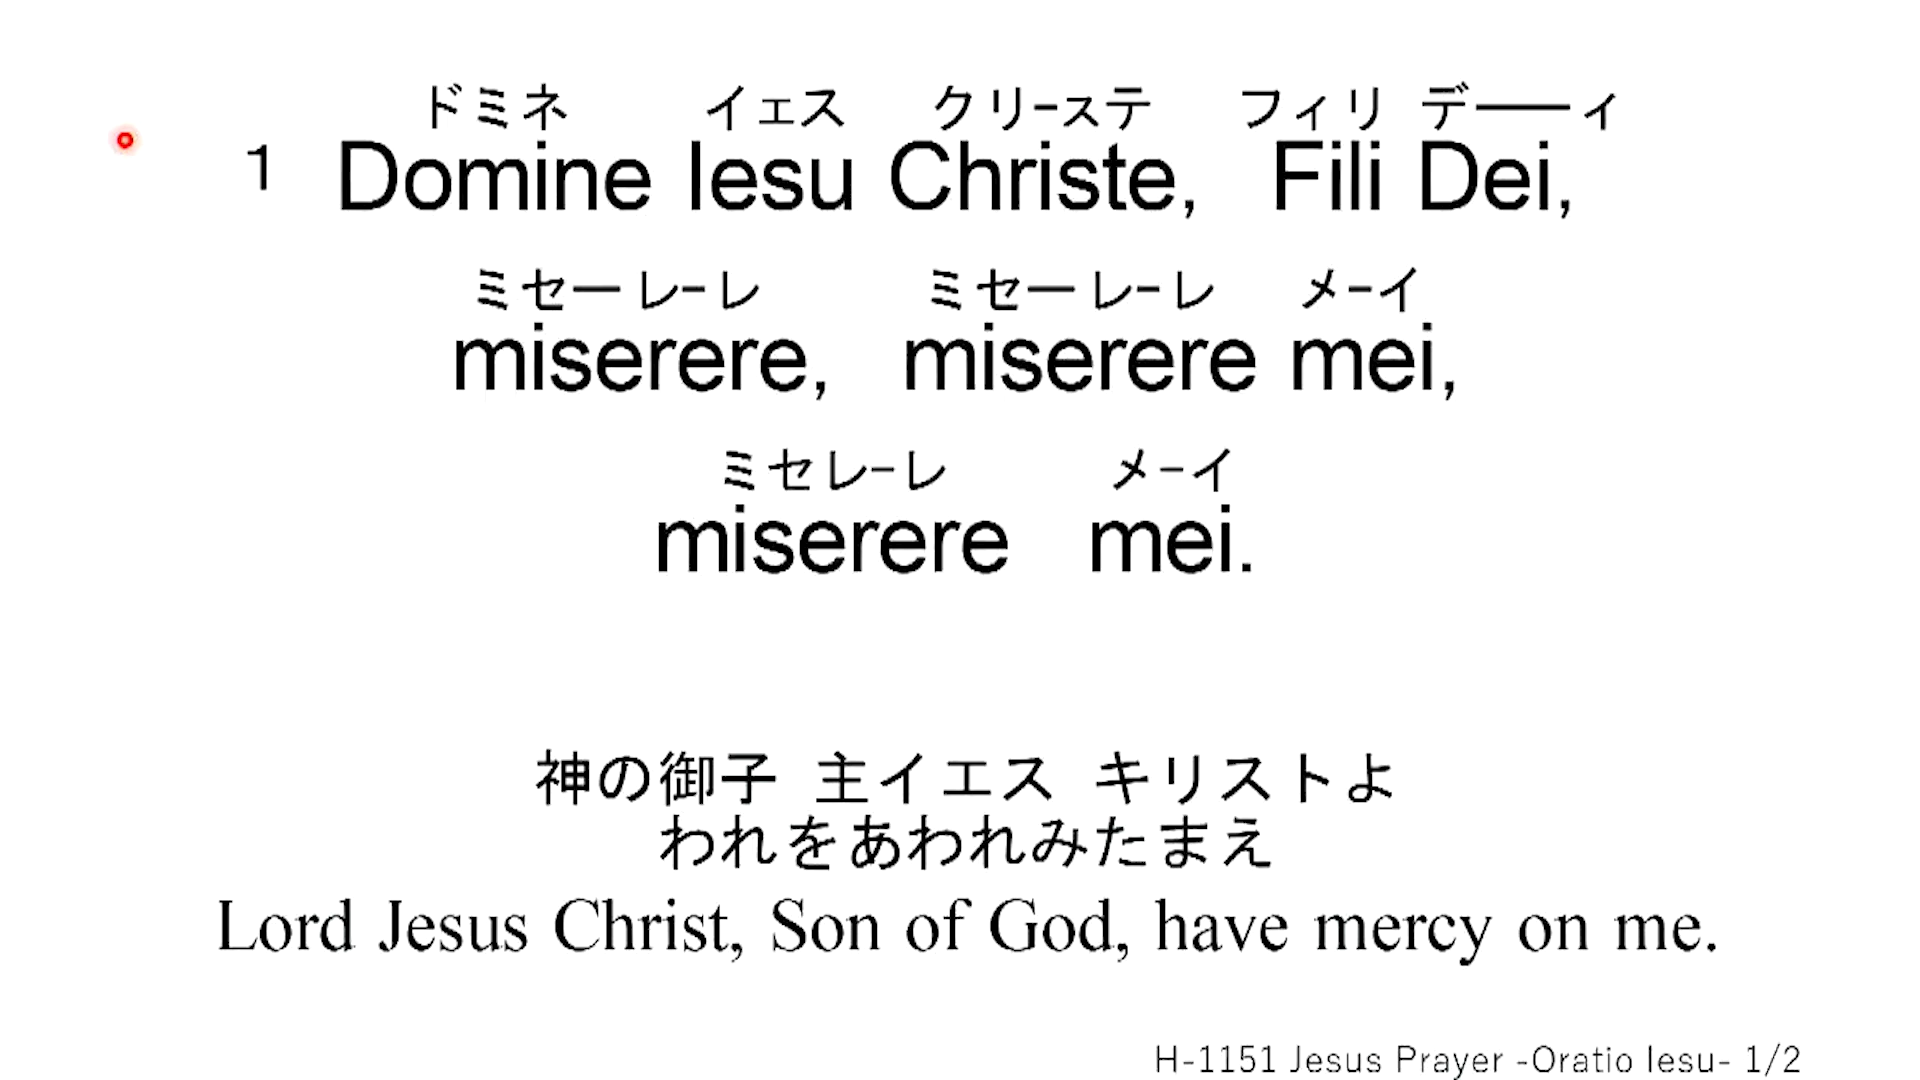 ドミネ イェス クリーステ フィリ デ――ィ
1 Domine Iesu Christe, Fili Dei,
ミセーレーレ ミセーレーレ メーイ
miserere, miserere mei,
ミセレーレ メーイ
miserere mei.
神の御子 主イエス キリストよ
われをあわれみたまえ
Lord Jesus Christ, Son of God, have mercy on me.
H-1151 Jesus Prayer -Oratio Iesu- 1/2